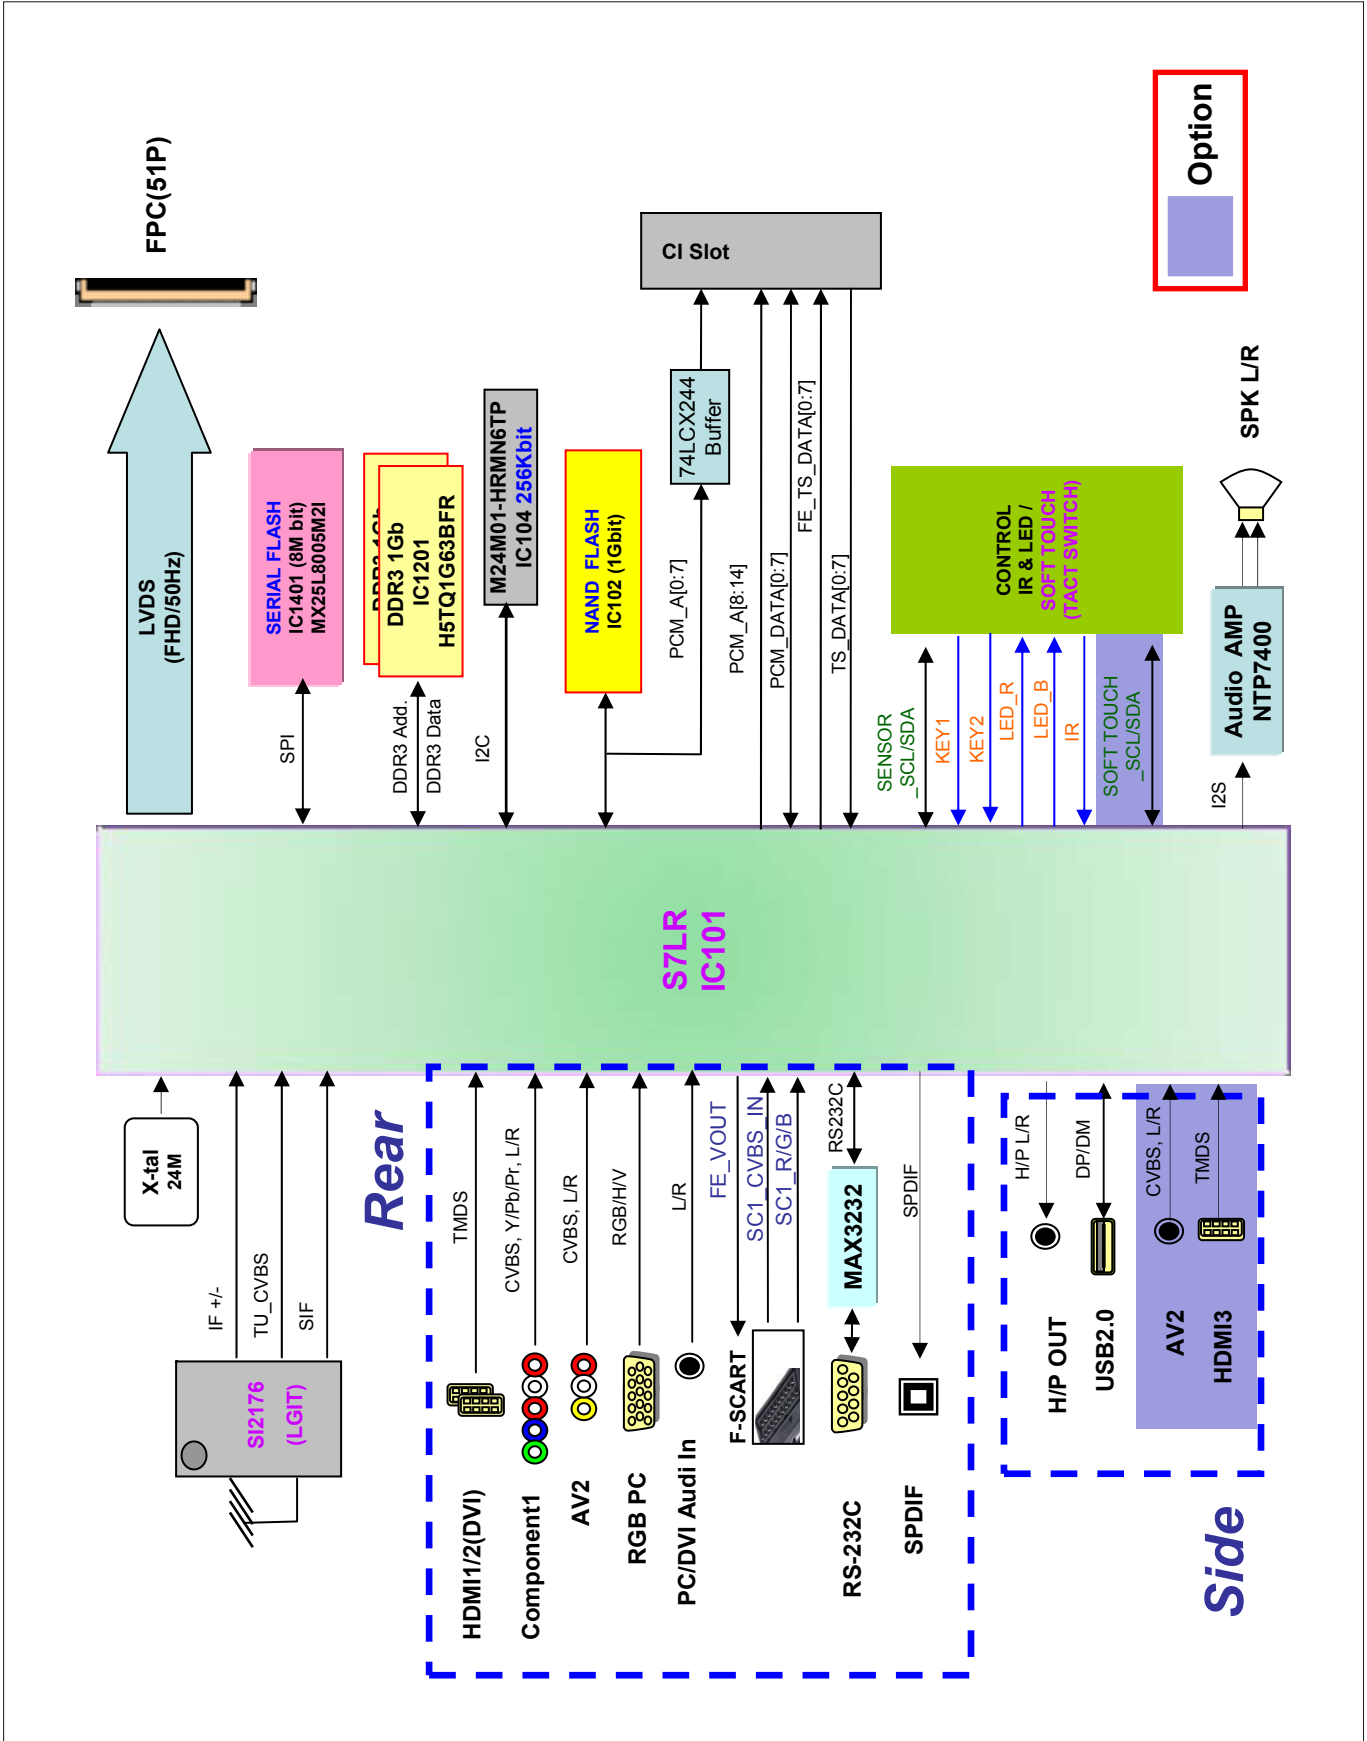 X-tal
24M
SI2176
(LGIT)
IF +/-
TU_CVBS
SIF
Rear
HDMI1/2(DVI)
TMDS
Component1
CVBS, Y/Pb/Pr, L/R
AV2
CVBS, L/R
RGB PC
RGB/H/V
PC/DVI Audi In
L/R
F-SCART
FE_VOUT
SC1_CVBS_IN
SC1_R/G/B
RS-232C
MAX3232
RS232C
SPDIF
SPDIF
Side
H/P OUT
H/P L/R
USB2.0
DP/DM
AV2
CVBS, L/R
HDMI3
TMDS
S7LR
IC101
LVDS
(FHD/50Hz)
FPC(51P)
SPI
SERIAL FLASH
IC1401 (8M bit)
MX25L8005M2I
DDR3 Add.
DDR3 Data
DDR3 1Gb
DDR3 1Gb
IC1201
H5TQ1G63BFR
I2C
M24M01-HRMN6TP
IC104 256Kbit
NAND FLASH
IC102 (1Gbit)
PCM_A[0:7]
74LCX244
Buffer
CI Slot
PCM_A[8:14]
PCM_DATA[0:7]
FE_TS_DATA[0:7]
TS_DATA[0:7]
SENSOR
_SCL/SDA
KEY1
KEY2
LED_R
LED_B
IR
SOFT TOUCH
_SCL/SDA
CONTROL
IR & LED /
SOFT TOUCH
(TACT SWITCH)
I2S
Audio AMP
NTP7400
SPK L/R
Option